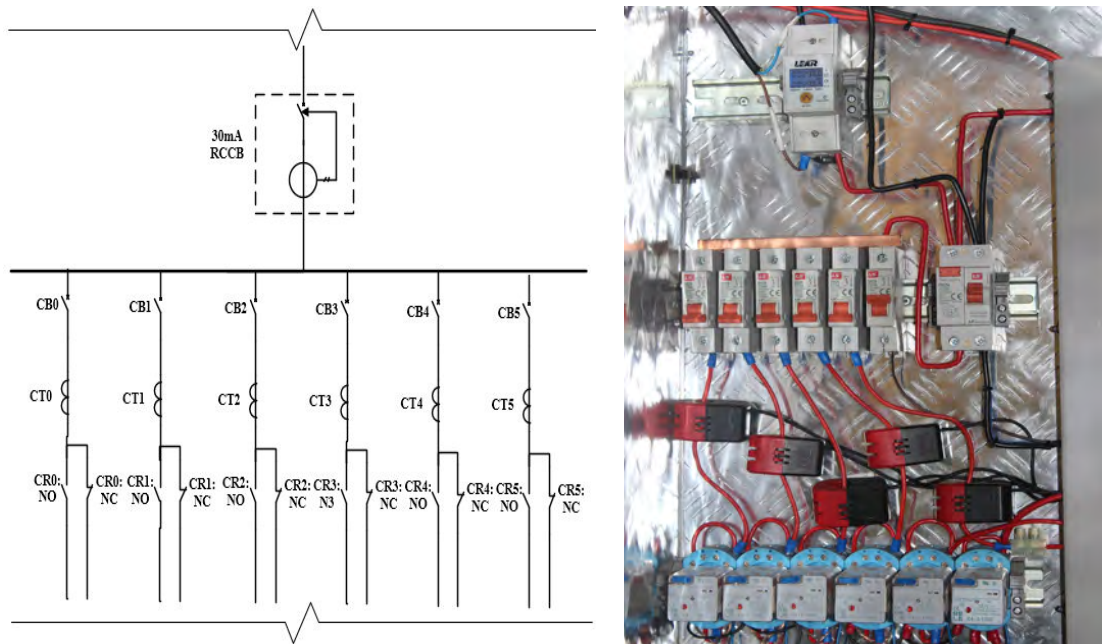 30mA
RCCB
CB0
CB1
CB2
CB3
CB4
CB5
CT0
CT1
CT2
CT3
CT4
CT5
CR0:
NO
CR0:
NC
CR1:
NO
CR1:
NC
CR2:
NO
CR2:
NC
CR3:
N3
CR3:
NC
CR4:
NO
CR4:
NC
CR5:
NO
CR5:
NC